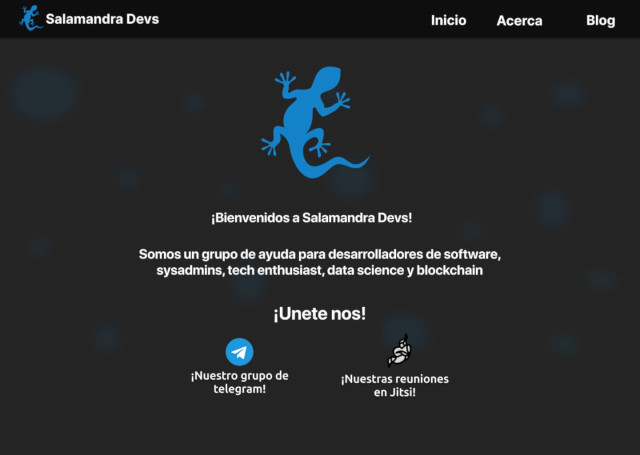 Salamandra Devs
Inicio
Acerca
Blog
¡Bienvenidos a Salamandra Devs!
Somos un grupo de ayuda para desarrolladores de software,
sysadmins, tech enthusiast, data science y blockchain
¡Unete nos!
¡Nuestro grupo de
telegram!
¡Nuestras reuniones
en Jitsi!